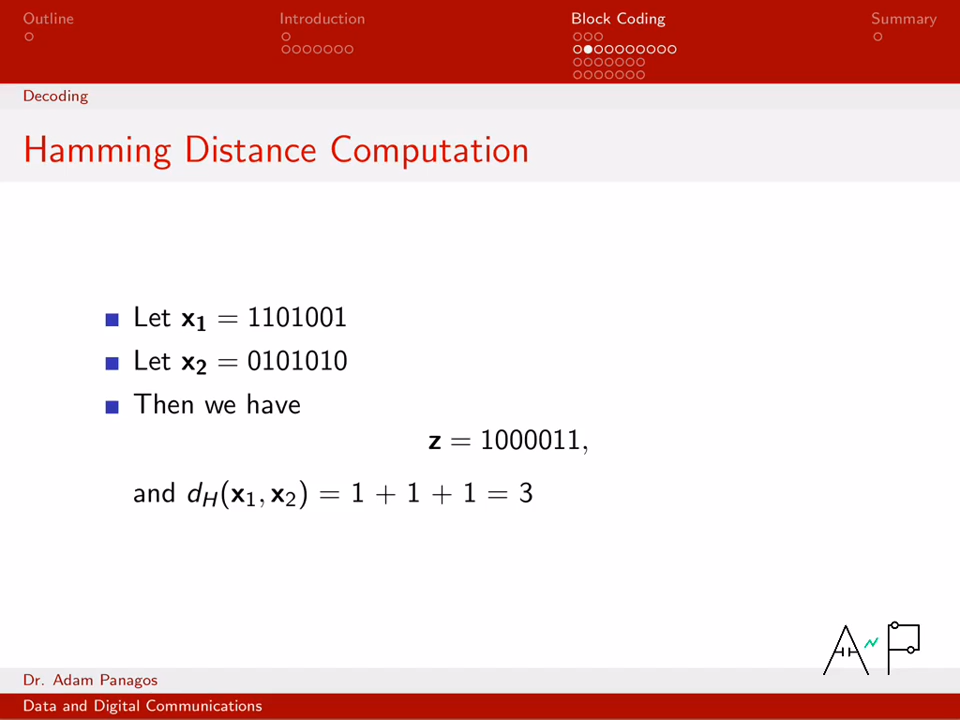 Outline Introduction Block Coding Summary
Decoding
Hamming Distance Computation
Let x₁ = 1101001
Let x₂ = 0101010
Then we have
z = 1000011,
and d_H(x₁, x₂) = 1 + 1 + 1 = 3
AP
Dr. Adam Panagos
Data and Digital Communications